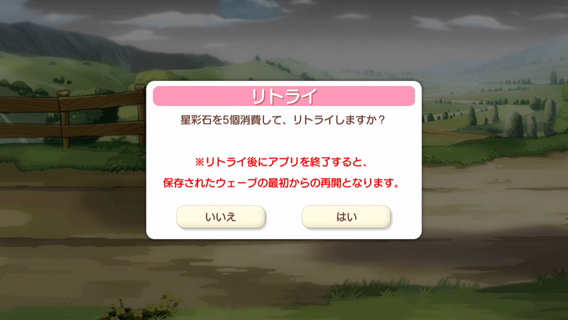 リトライ
星彩石を5個消費して、リトライしますか？
※リトライ後にアプリを終了すると、
保存されたウェーブの最初からの再開となります。
いいえ
はい